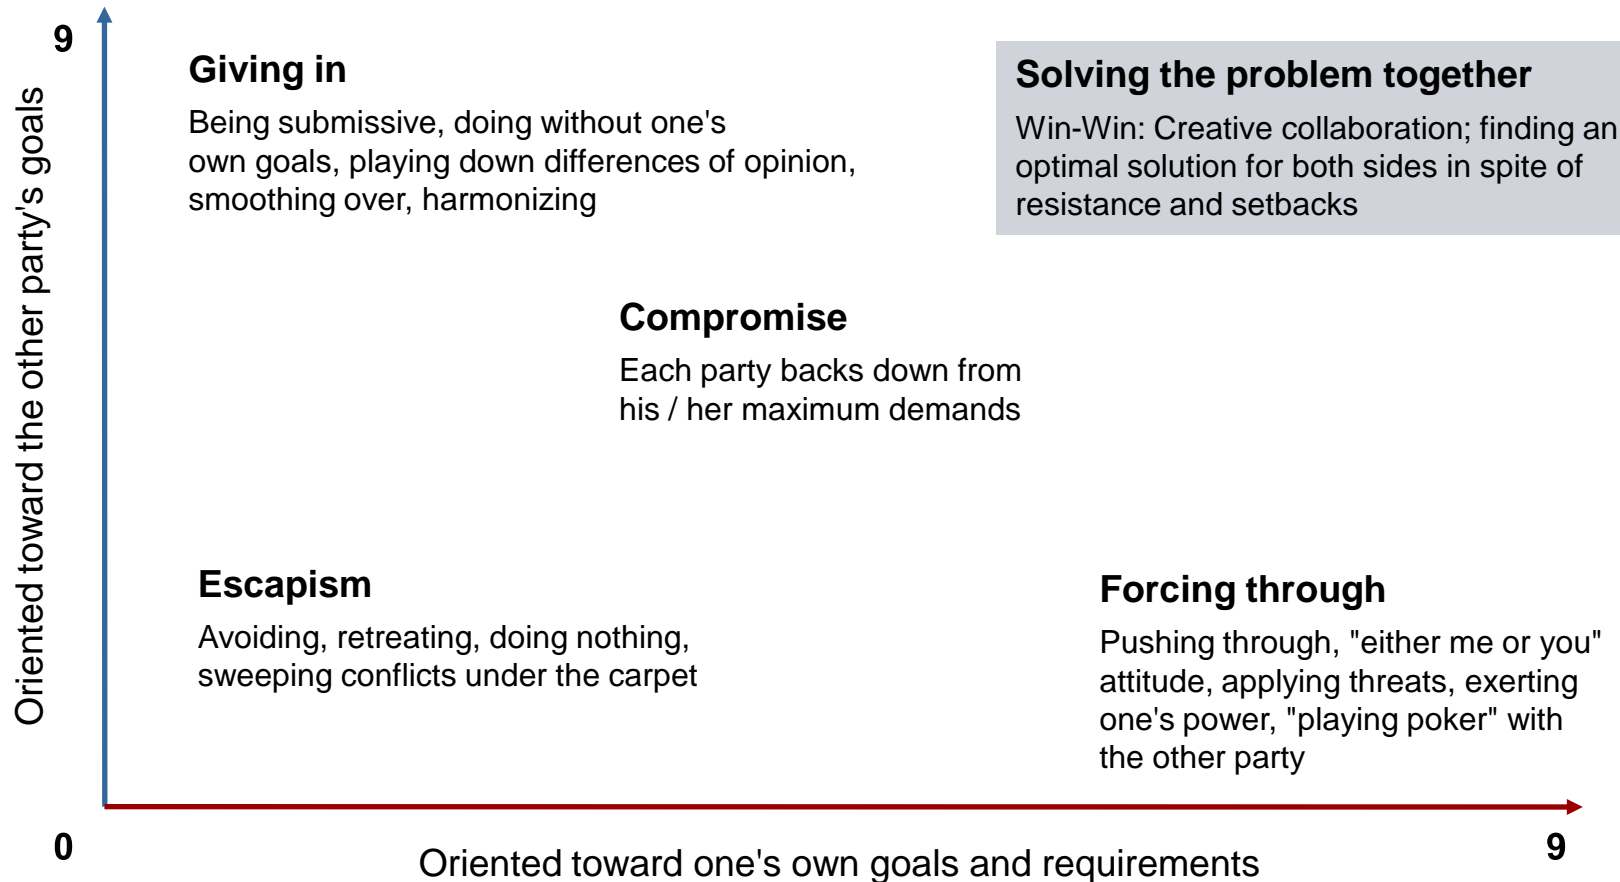 9
Oriented toward the other party's goals
Giving in
Being submissive, doing without one's
own goals, playing down differences of opinion,
smoothing over, harmonizing
Solving the problem together
Win-Win: Creative collaboration; finding an
optimal solution for both sides in spite of
resistance and setbacks
Compromise
Each party backs down from
his / her maximum demands
Escapism
Avoiding, retreating, doing nothing,
sweeping conflicts under the carpet
Forcing through
Pushing through, "either me or you"
attitude, applying threats, exerting
one's power, "playing poker" with
the other party
0
Oriented toward one's own goals and requirements
9